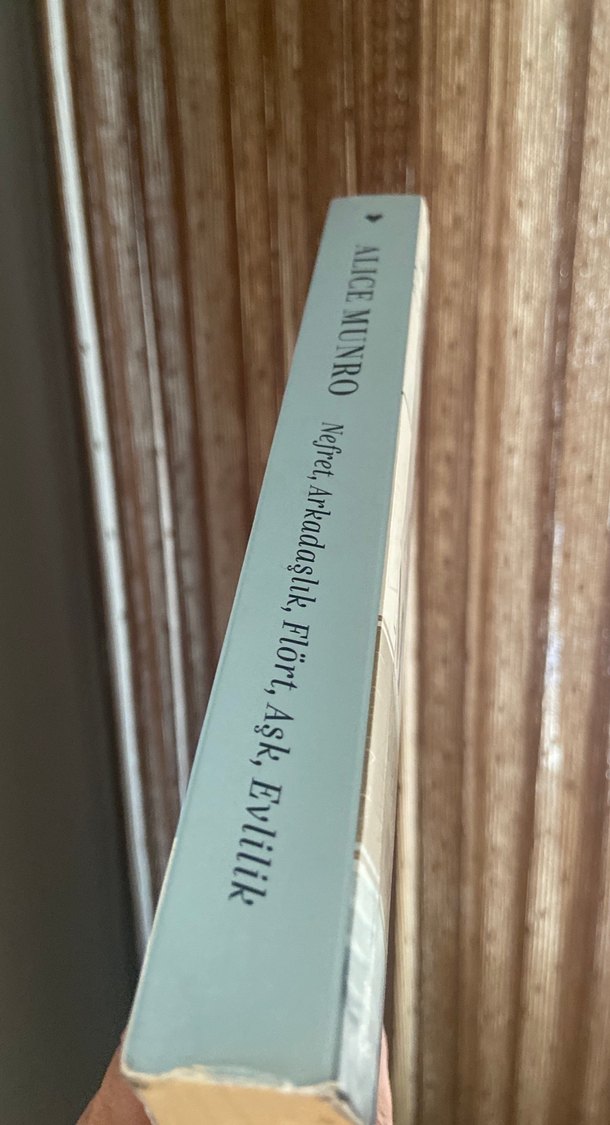 ALICE MUNRO
Nefret, Arkadaşlık, Flört, Aşk, Evlilik